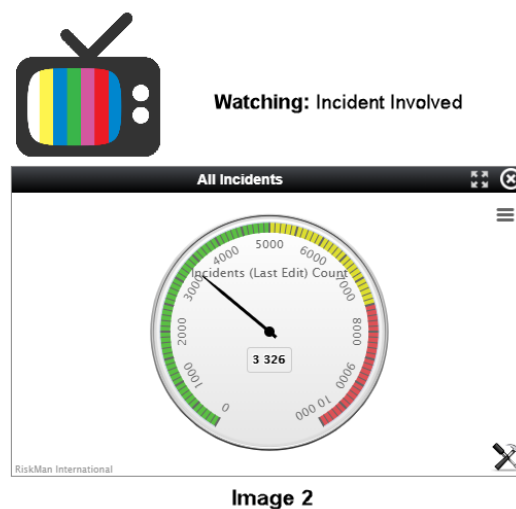 Watching: Incident Involved
All Incidents
Incidents (Last Edit) Count
0
1000
2000
3000
4000
5000
6000
7000
8000
9000
10 000
3 326
RiskMan International
Image 2